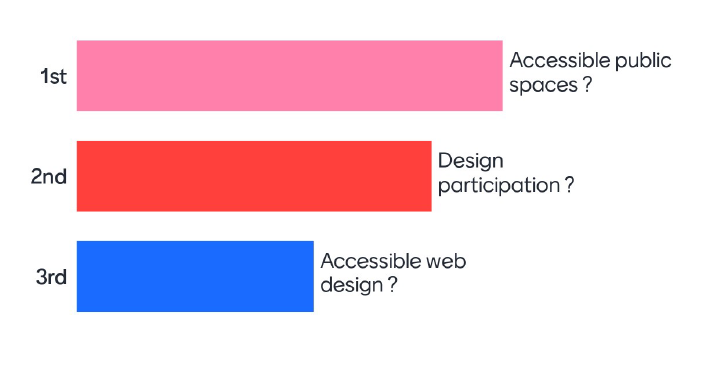 1st
Accessible public
spaces ?
2nd
Design
participation ?
3rd
Accessible web
design ?